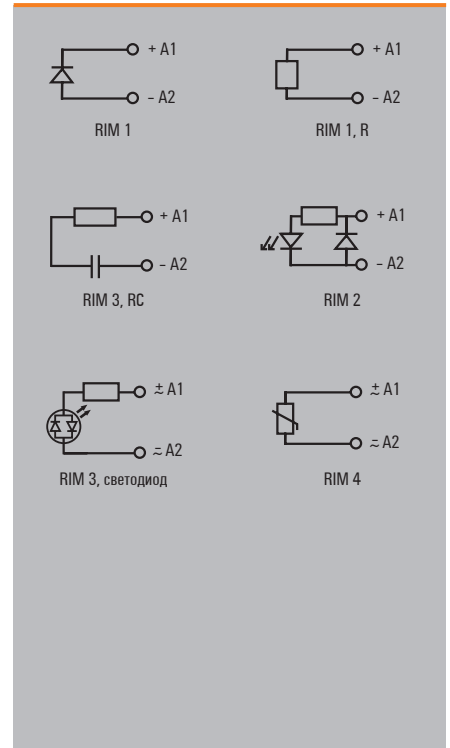 + A1
– A2
RIM 1
+ A1
– A2
RIM 1, R
+ A1
– A2
RIM 3, RC
+ A1
– A2
RIM 2
± A1
∓ A2
RIM 3, светодиод
± A1
∓ A2
RIM 4